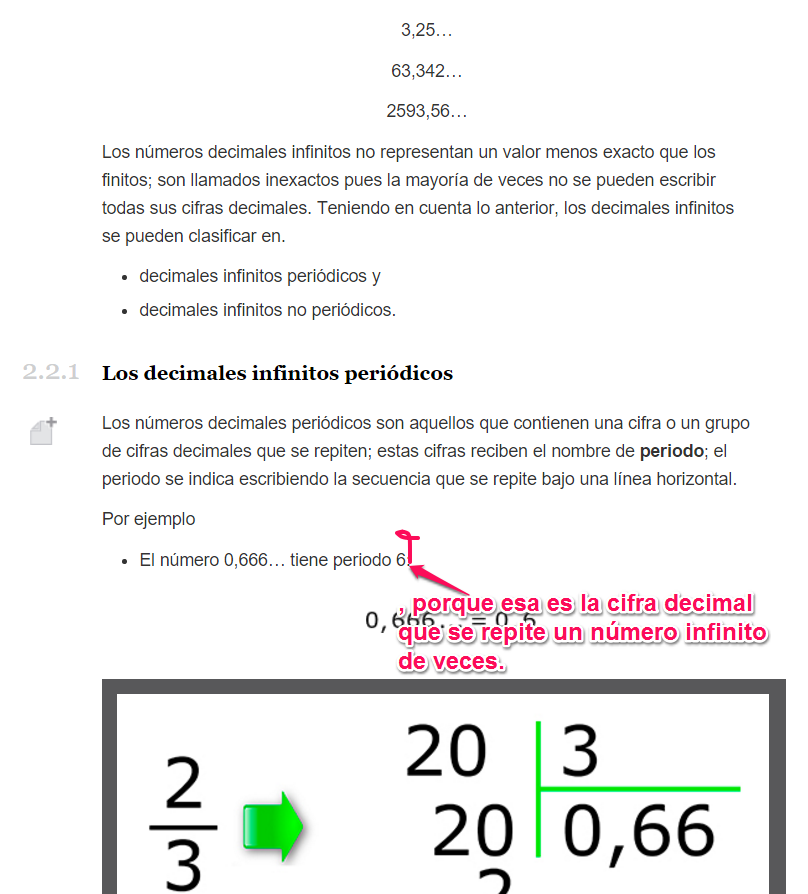 3,25…
63,342…
2593,56…
Los números decimales infinitos no representan un valor menos exacto que los
finitos; son llamados inexactos pues la mayoría de veces no se pueden escribir
todas sus cifras decimales. Teniendo en cuenta lo anterior, los decimales infinitos
se pueden clasificar en.
• decimales infinitos periódicos y
• decimales infinitos no periódicos.
2.2.1 Los decimales infinitos periódicos
Los números decimales periódicos son aquellos que contienen una cifra o un grupo
de cifras decimales que se repiten; estas cifras reciben el nombre de periodo; el
periodo se indica escribiendo la secuencia que se repite bajo una línea horizontal.
Por ejemplo
• El número 0,666… tiene periodo 6:
, porque esa es la cifra decimal
0,666… = 0,6
que se repite un número infinito
de veces.
2
3
20 3
20 0,66
2